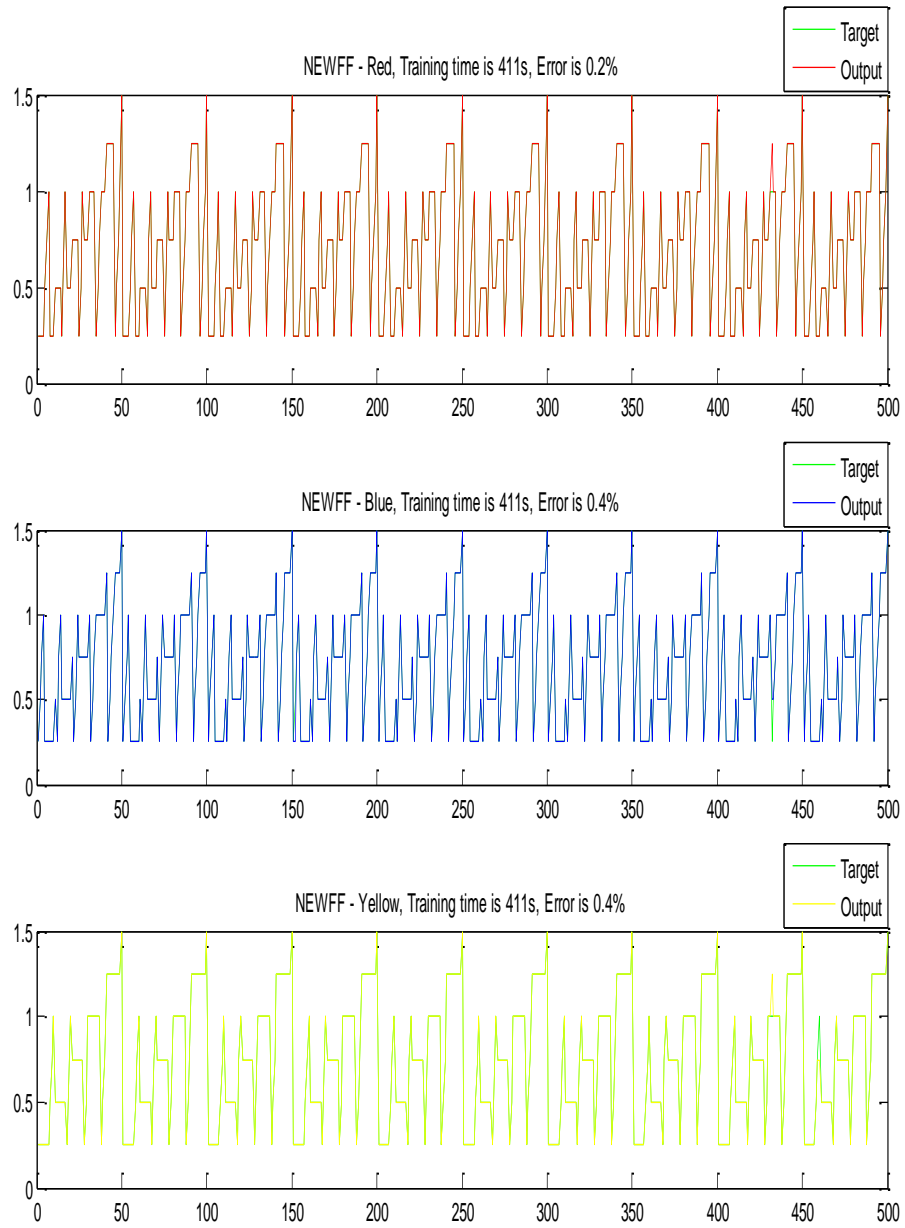 Target
Output
NEWFF - Red, Training time is 411s, Error is 0.2%
1.5
1
0.5
0
0 50 100 150 200 250 300 350 400 450 500
Target
Output
NEWFF - Blue, Training time is 411s, Error is 0.4%
1.5
1
0.5
0
0 50 100 150 200 250 300 350 400 450 500
Target
Output
NEWFF - Yellow, Training time is 411s, Error is 0.4%
1.5
1
0.5
0
0 50 100 150 200 250 300 350 400 450 500